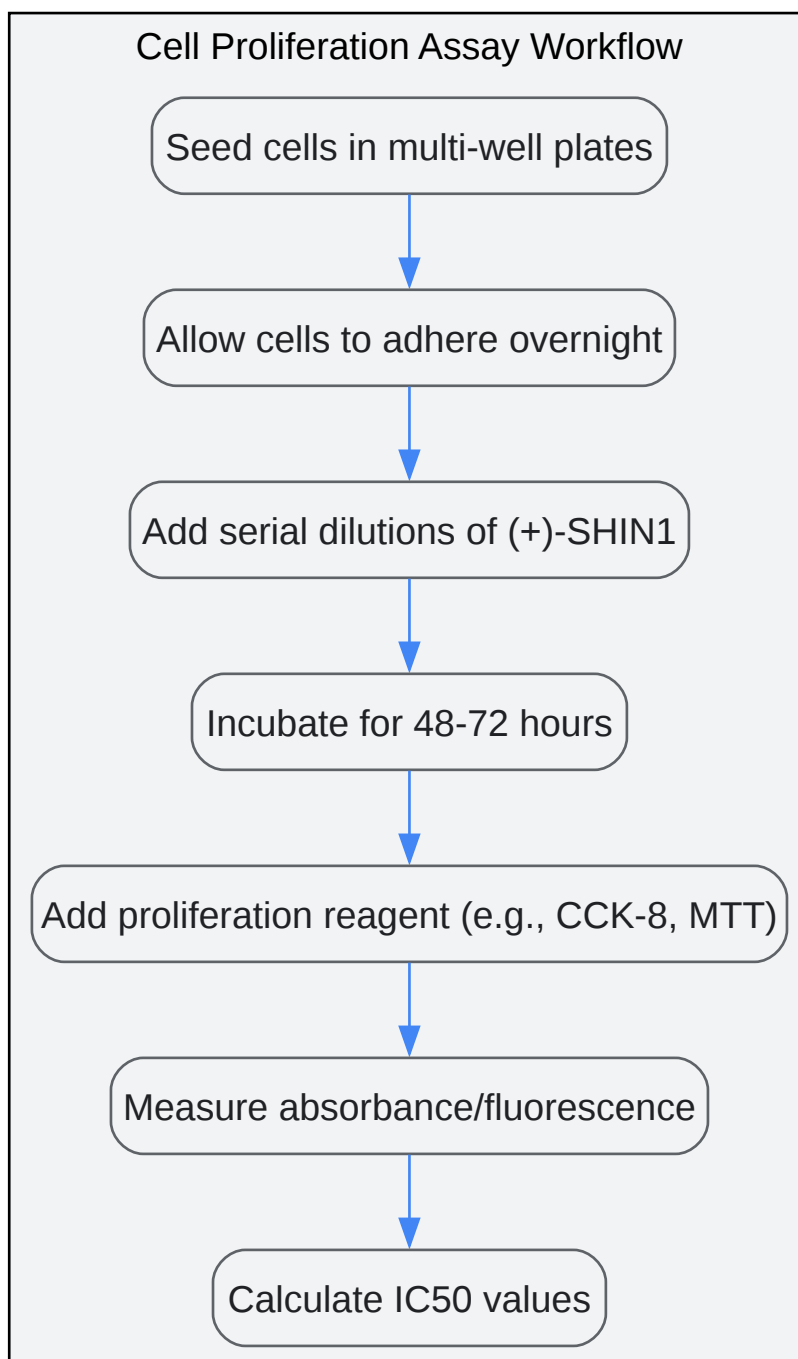 Cell Proliferation Assay Workflow
Seed cells in multi-well plates
Allow cells to adhere overnight
Add serial dilutions of (+)-SHIN1
Incubate for 48-72 hours
Add proliferation reagent (e.g., CCK-8, MTT)
Measure absorbance/fluorescence
Calculate IC50 values